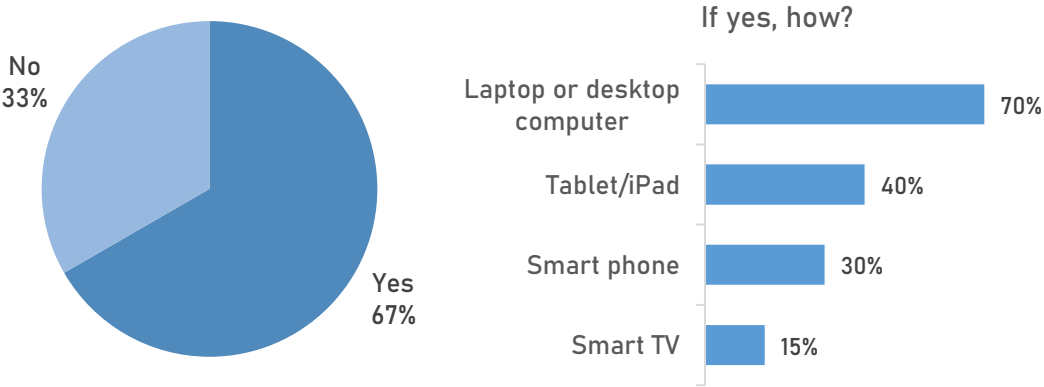 No
33%
Yes
67%
If yes, how?
Laptop or desktop
computer
70%
Tablet/iPad
40%
Smart phone
30%
Smart TV
15%